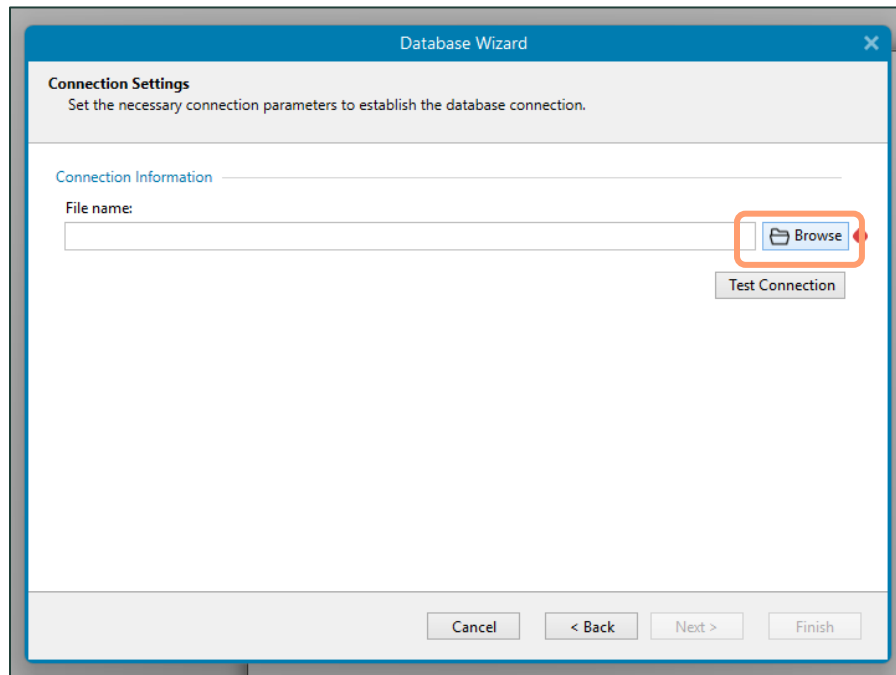 Database Wizard
Connection Settings
Set the necessary connection parameters to establish the database connection.
Connection Information
File name:
Browse
Test Connection
Cancel
< Back
Next >
Finish